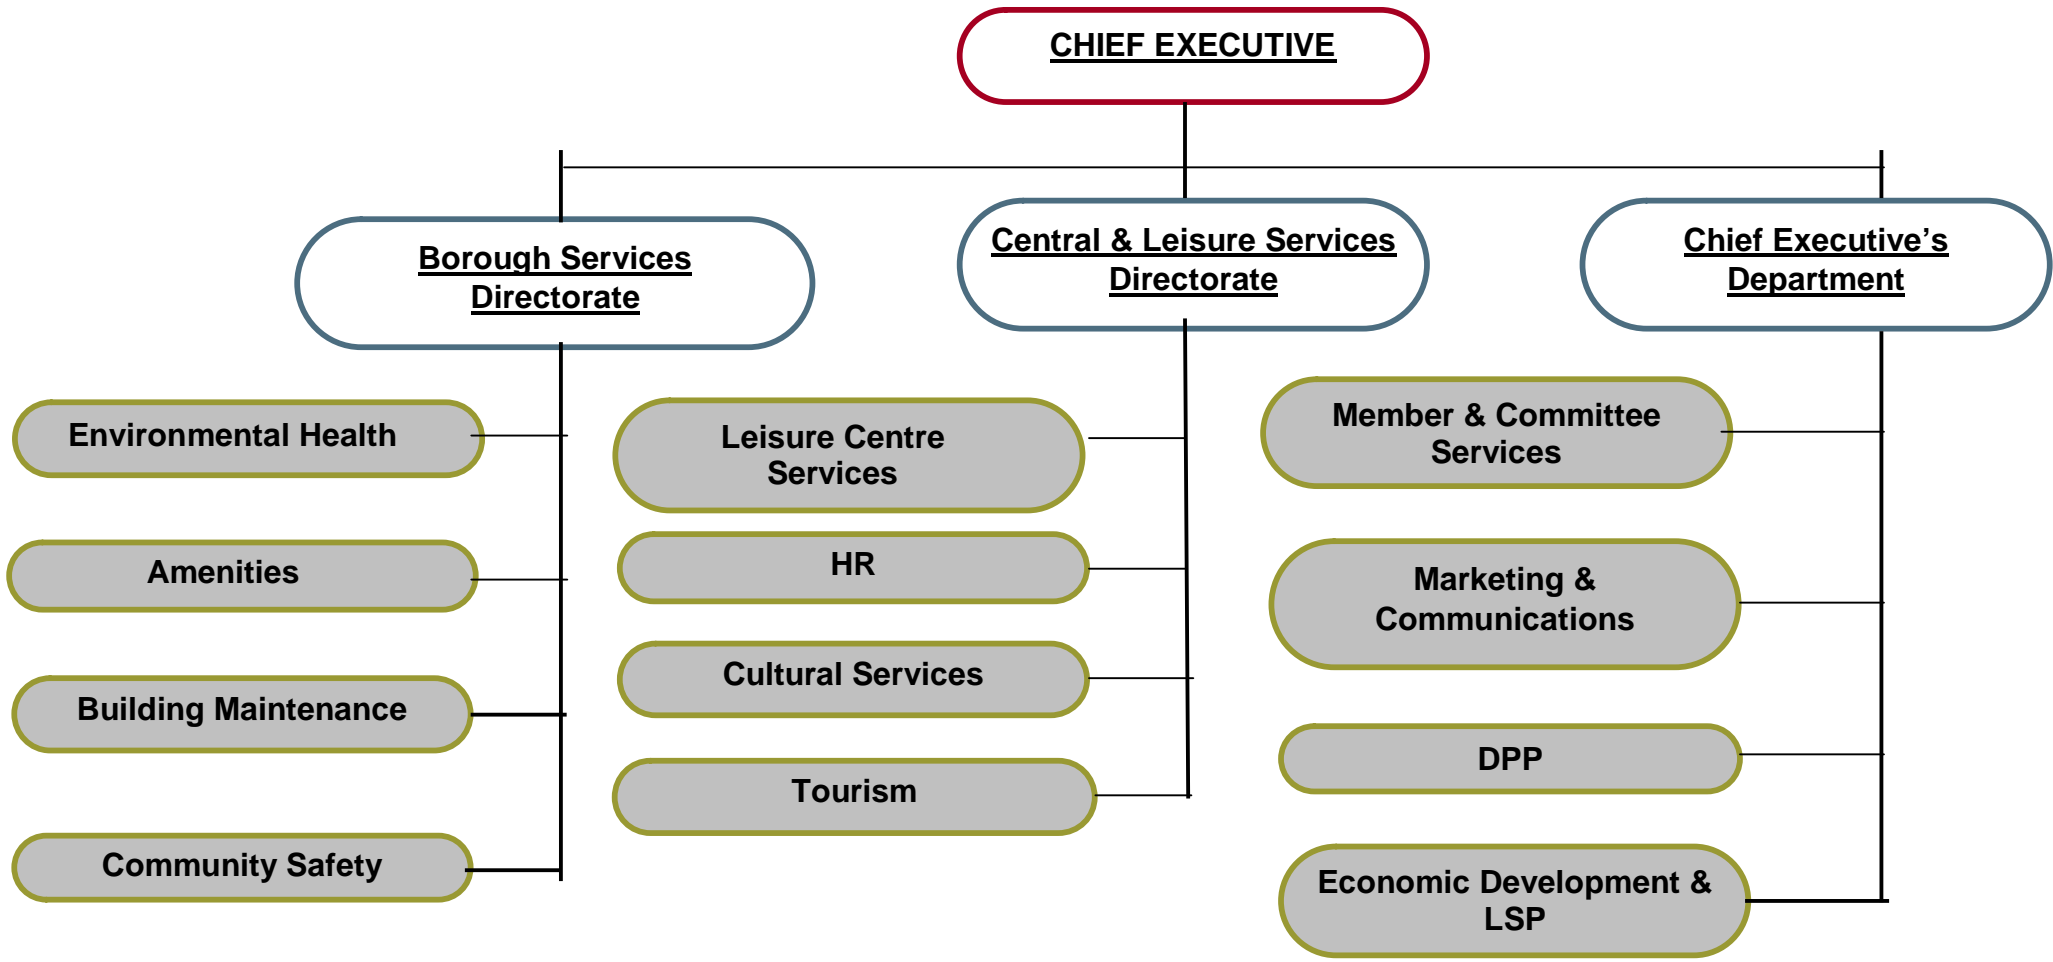 CHIEF EXECUTIVE
Borough Services
Directorate
Central & Leisure Services
Directorate
Chief Executive’s
Department
Environmental Health
Amenities
Building Maintenance
Community Safety
Leisure Centre
Services
HR
Cultural Services
Tourism
Member & Committee
Services
Marketing &
Communications
DPP
Economic Development &
LSP